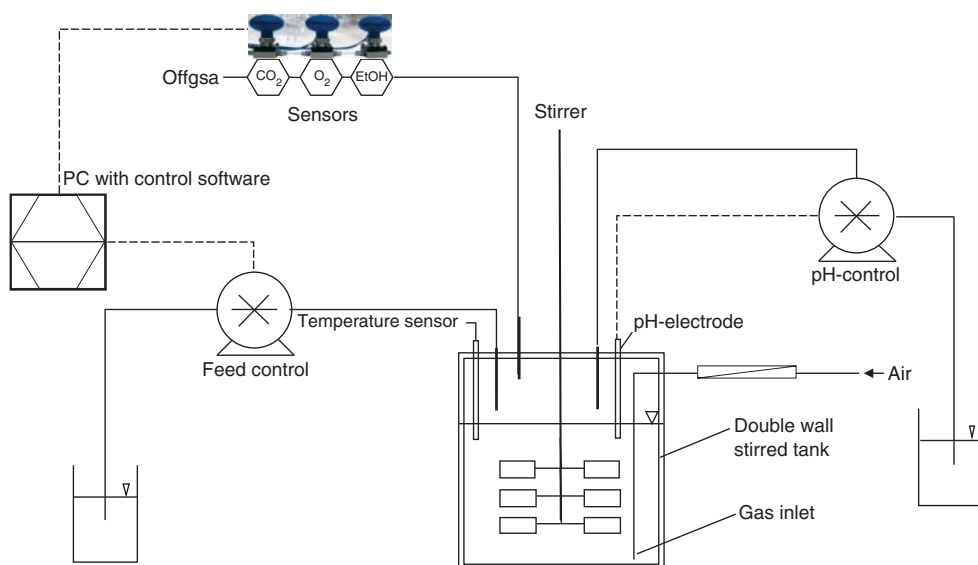 Offgsa
CO2
O2
EtOH
Sensors
Stirrer
PC with control software
pH-control
Temperature sensor
pH-electrode
Feed control
Air
Double wall
stirred tank
Gas inlet